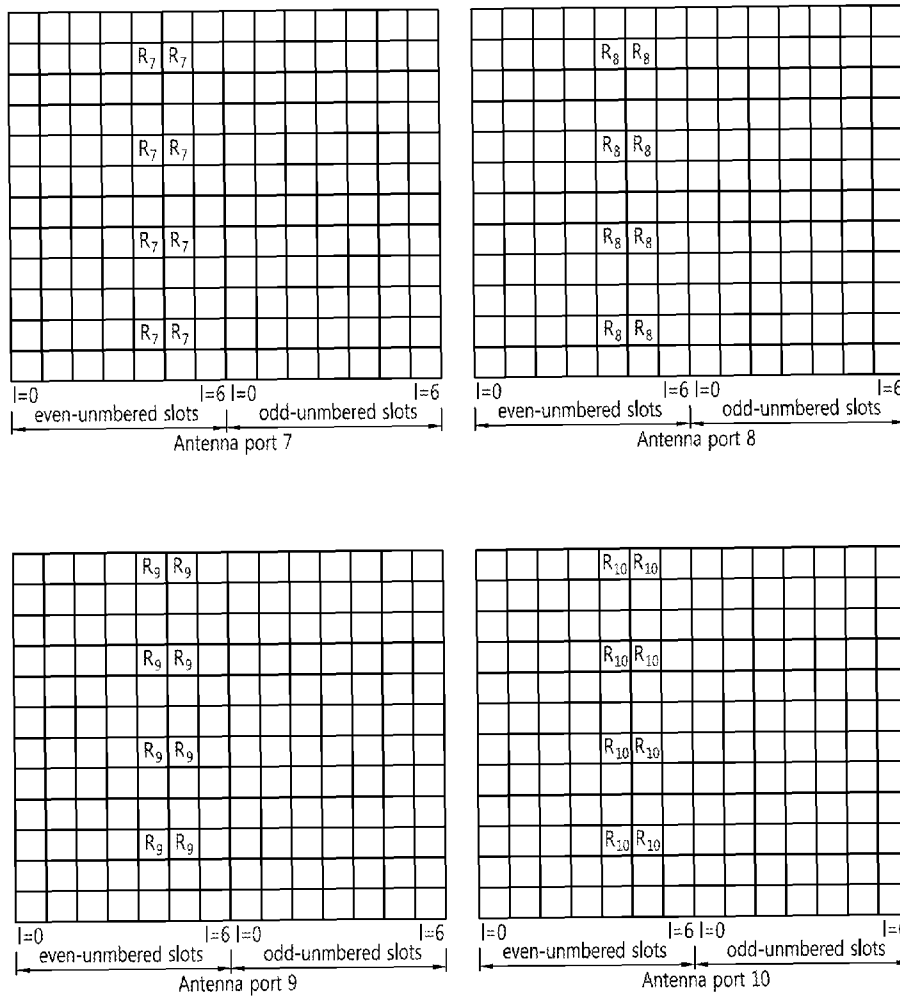 R7 R7 R8 R8
R7 R7 R8 R8
R7 R7 R8 R8
R7 R7 R8 R8
l=0 l=6 l=0 l=6 l=0 l=6 l=0 l=6
even-unmbered slots odd-unmbered slots even-unmbered slots odd-unmbered slots
Antenna port 7 Antenna port 8
R9 R9 R10 R10
R9 R9 R10 R10
R9 R9 R10 R10
R9 R9 R10 R10
l=0 l=6 l=0 l=6 l=0 l=6 l=0 l=6
even-unmbered slots odd-unmbered slots even-unmbered slots odd-unmbered slots
Antenna port 9 Antenna port 10